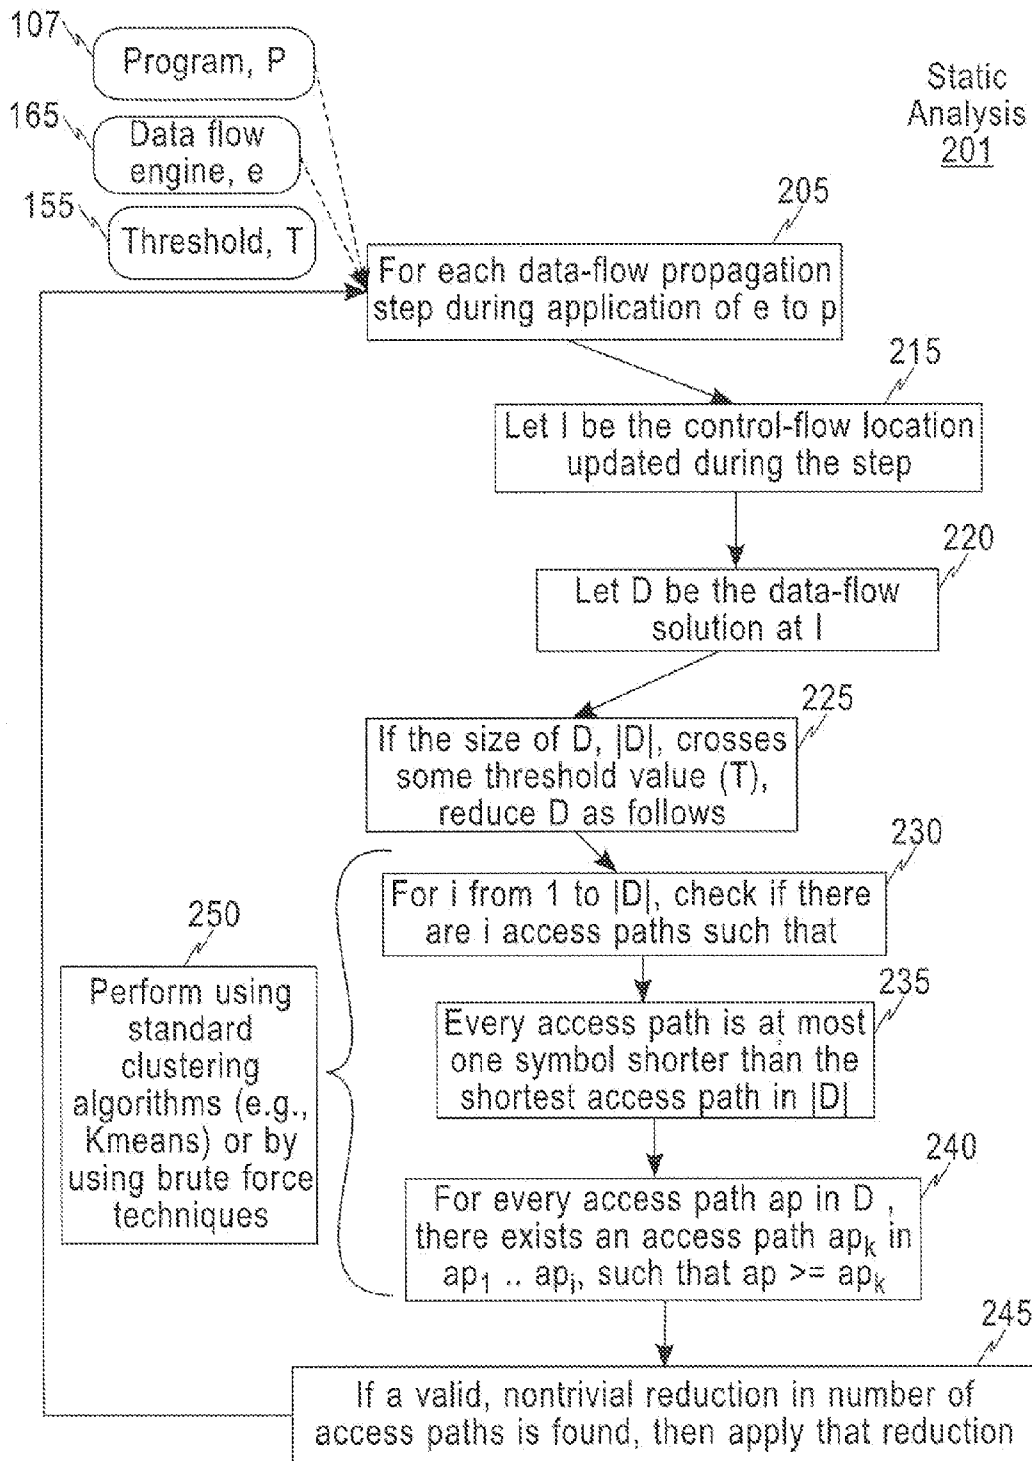 107
Program, P
165
Data flow
engine, e
155
Threshold, T
Static
Analysis
201
205
For each data-flow propagation
step during application of e to p
215
Let l be the control-flow location
updated during the step
220
Let D be the data-flow
solution at l
225
If the size of D, |D|, crosses
some threshold value (T),
reduce D as follows
230
For i from 1 to |D|, check if there
are i access paths such that
235
Every access path is at most
one symbol shorter than the
shortest access path in |D|
240
For every access path ap in D ,
there exists an access path apk in
ap1 .. api, such that ap >= apk
250
Perform using
standard
clustering
algorithms (e.g.,
Kmeans) or by
using brute force
techniques
245
If a valid, nontrivial reduction in number of
access paths is found, then apply that reduction